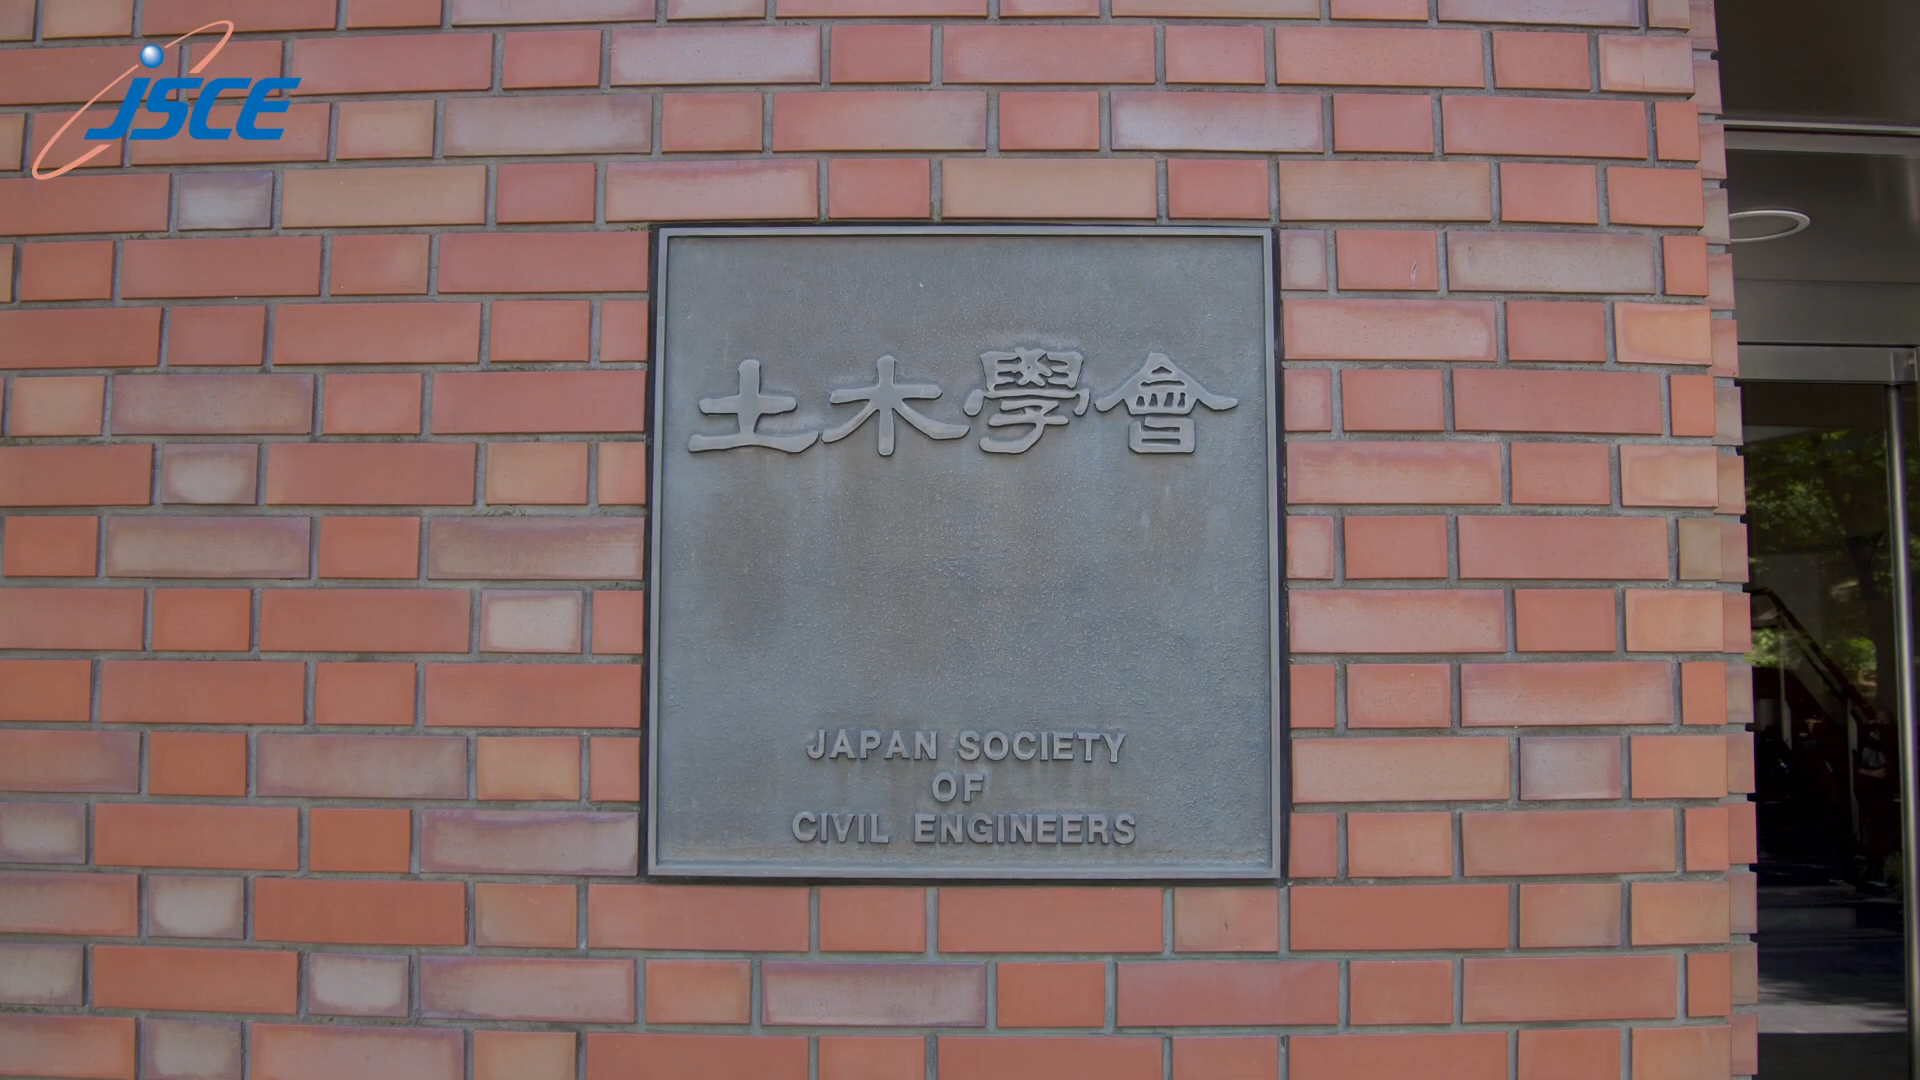 JSCE
土木學會
JAPAN SOCIETY
OF
CIVIL ENGINEERS